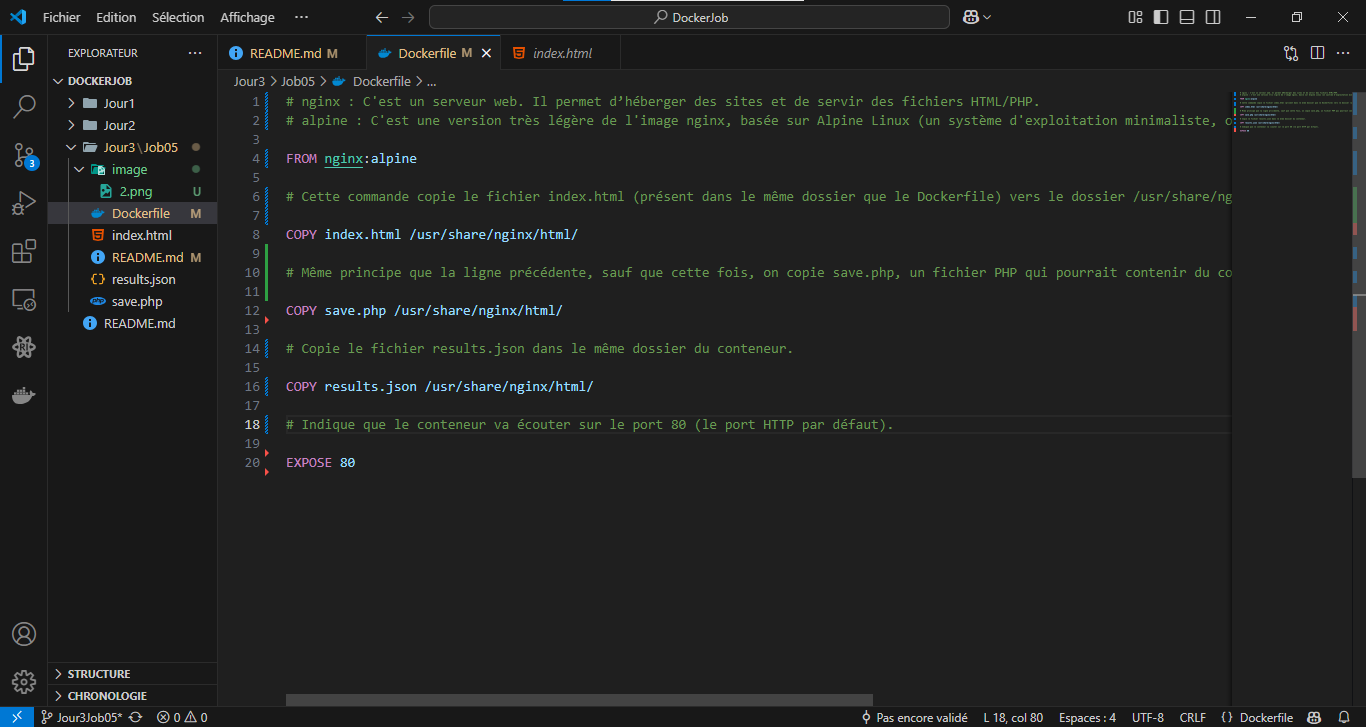 Fichier Edition Sélection Affichage ··· DockerJob
EXPLORATEUR ···
DOCKERJOB
Jour1
Jour2
Jour3\Job05
image
2.png U
Dockerfile M
index.html
README.md M
results.json
save.php
README.md
STRUCTURE
CHRONOLOGIE
README.md M Dockerfile M index.html
Jour3 > Job05 > Dockerfile > ...
1 # nginx : C'est un serveur web. Il permet d’héberger des sites et de servir des fichiers HTML/PHP.
2 # alpine : C'est une version très légère de l'image nginx, basée sur Alpine Linux (un système d'exploitation minimaliste, o
3
4 FROM nginx:alpine
5
6 # Cette commande copie le fichier index.html (présent dans le même dossier que le Dockerfile) vers le dossier /usr/share/ng
7
8 COPY index.html /usr/share/nginx/html/
9
10 # Même principe que la ligne précédente, sauf que cette fois, on copie save.php, un fichier PHP qui pourrait contenir du co
11
12 COPY save.php /usr/share/nginx/html/
13
14 # Copie le fichier results.json dans le même dossier du conteneur.
15
16 COPY results.json /usr/share/nginx/html/
17
18 # Indique que le conteneur va écouter sur le port 80 (le port HTTP par défaut).
19
20 EXPOSE 80
3
Jour3Job05* 0 0 Pas encore validé L 18, col 80 Espaces : 4 UTF-8 CRLF {} Dockerfile